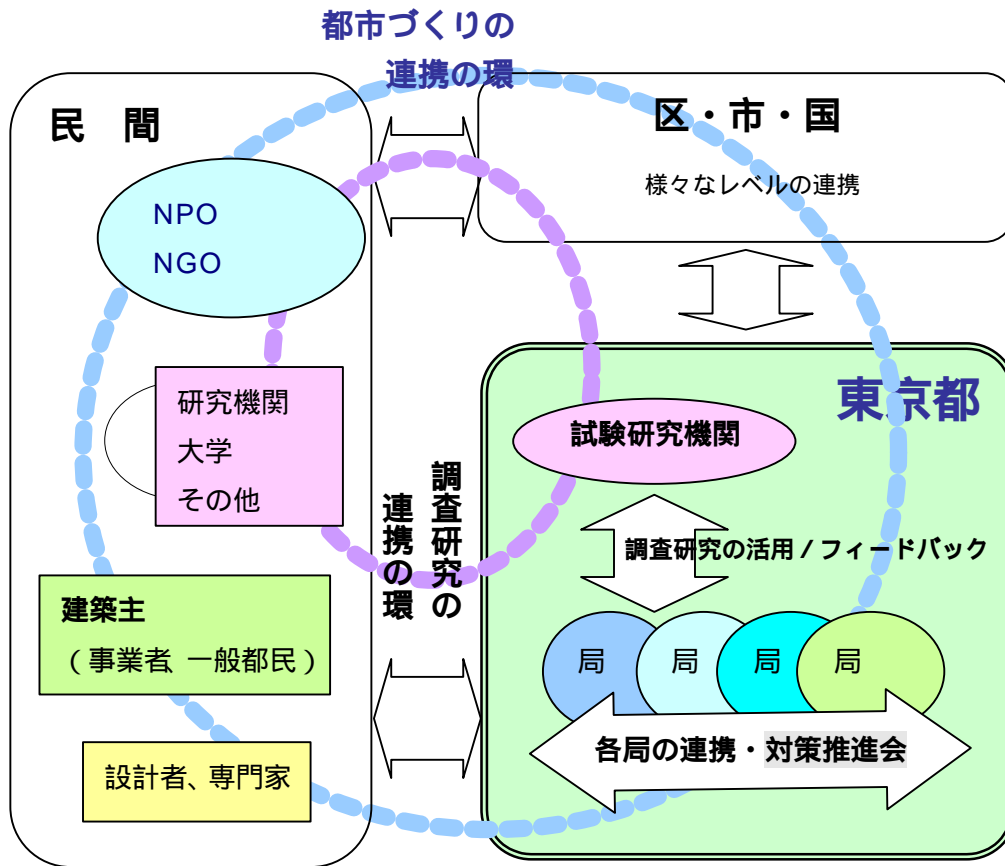 都市づくりの
連携の環
民 間
区・市・国
様々なレベルの連携
NPO
NGO
東京都
研究機関
大学
その他
試験研究機関
調査研究の
連携の環
調査研究の活用/フィードバック
建築主
(事業者 一般都民)
局 局 局 局
各局の連携・対策推進会
設計者、専門家